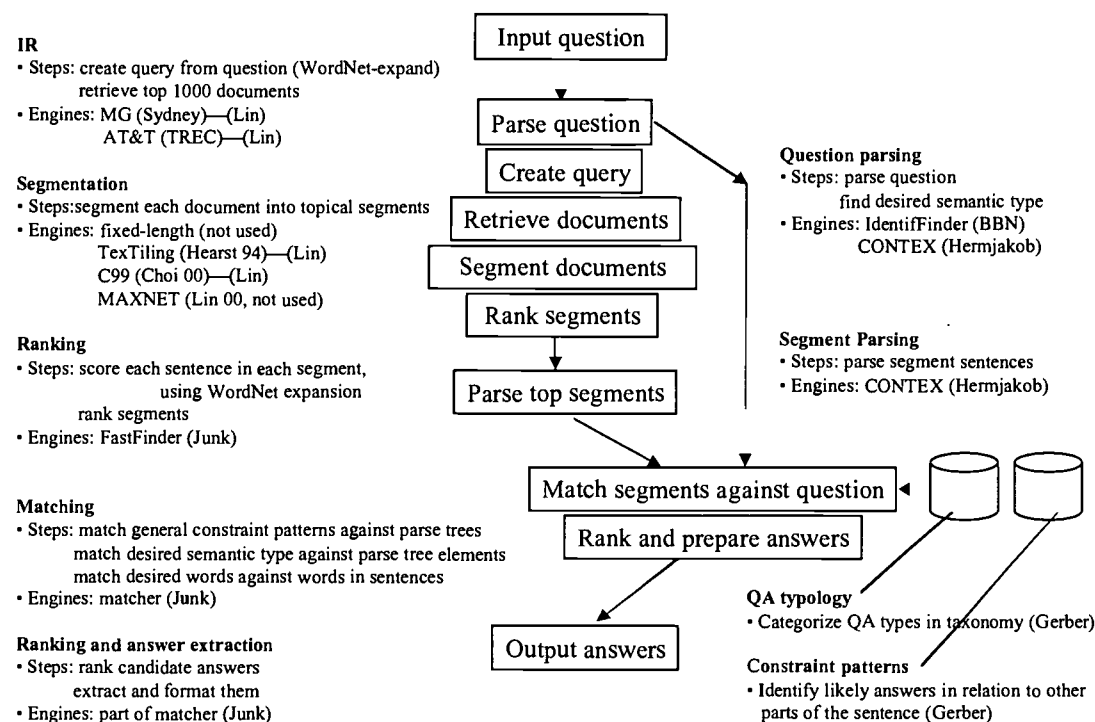 IR
• Steps: create query from question (WordNet-expand)
retrieve top 1000 documents
• Engines: MG (Sydney)—(Lin)
AT&T (TREC)—(Lin)
Segmentation
• Steps:segment each document into topical segments
• Engines: fixed-length (not used)
TexTiling (Hearst 94)—(Lin)
C99 (Choi 00)—(Lin)
MAXNET (Lin 00, not used)
Ranking
• Steps: score each sentence in each segment,
using WordNet expansion
rank segments
• Engines: FastFinder (Junk)
Matching
• Steps: match general constraint patterns against parse trees
match desired semantic type against parse tree elements
match desired words against words in sentences
• Engines: matcher (Junk)
Ranking and answer extraction
• Steps: rank candidate answers
extract and format them
• Engines: part of matcher (Junk)
Input question
Parse question
Create query
Retrieve documents
Segment documents
Rank segments
Parse top segments
Match segments against question
Rank and prepare answers
Output answers
Question parsing
• Steps: parse question
find desired semantic type
• Engines: IdentifFinder (BBN)
CONTEX (Hermjakob)
Segment Parsing
• Steps: parse segment sentences
• Engines: CONTEX (Hermjakob)
QA typology
• Categorize QA types in taxonomy (Gerber)
Constraint patterns
• Identify likely answers in relation to other
parts of the sentence (Gerber)